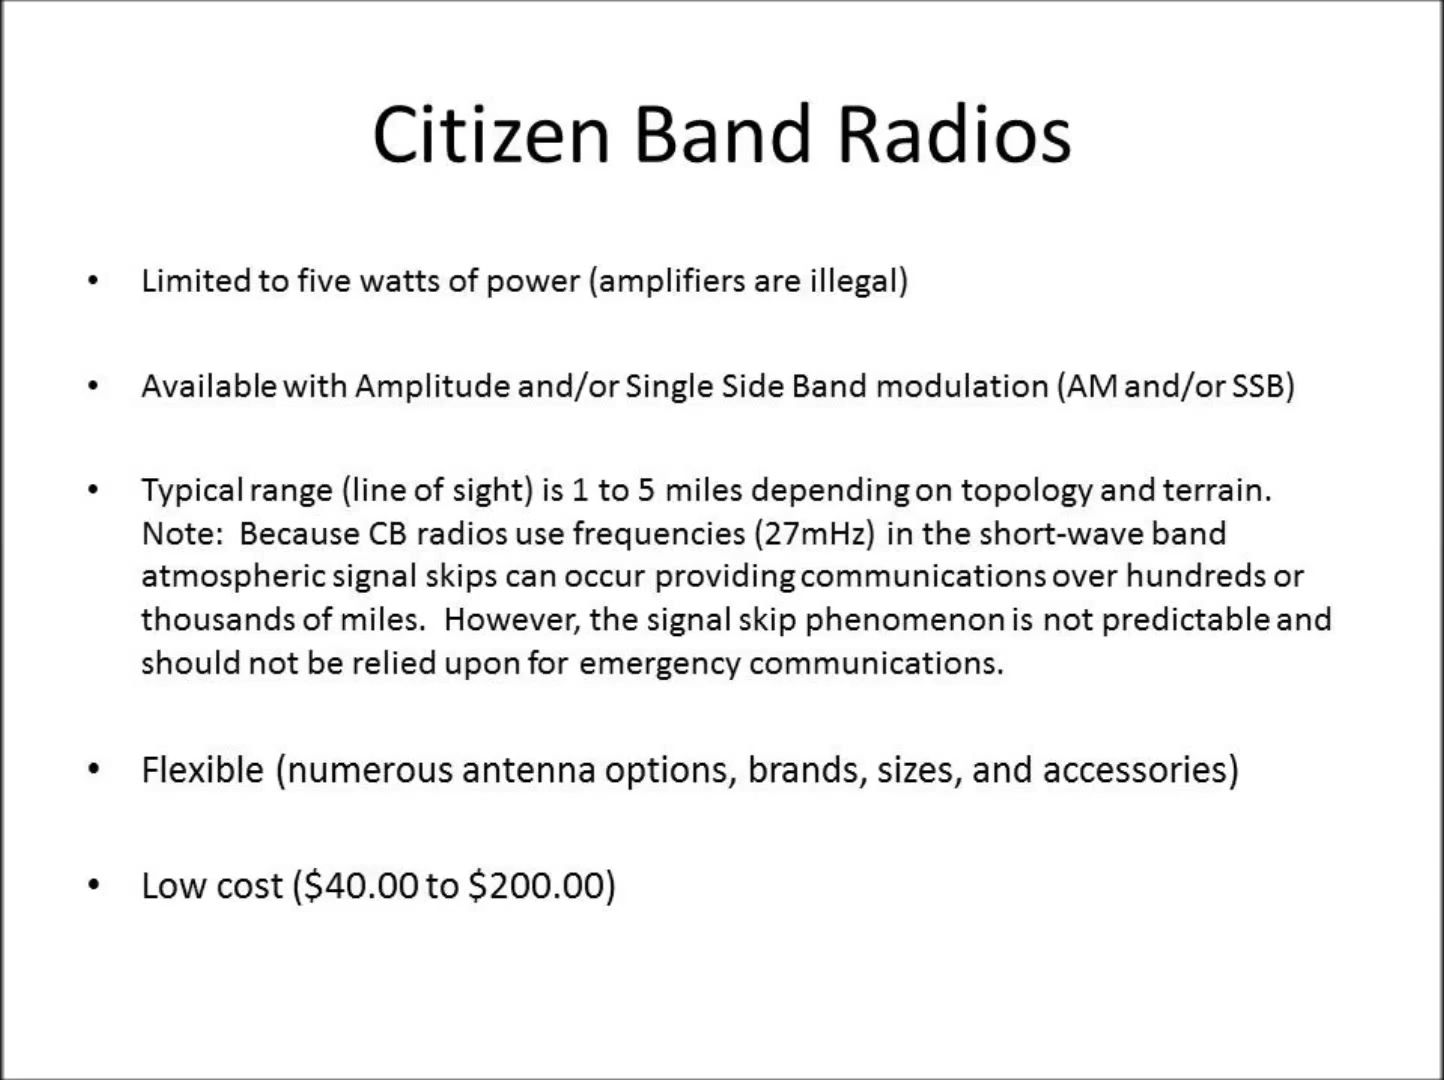 Citizen Band Radios
• Limited to five watts of power (amplifiers are illegal)
• Available with Amplitude and/or Single Side Band modulation (AM and/or SSB)
• Typical range (line of sight) is 1 to 5 miles depending on topology and terrain.
Note:  Because CB radios use frequencies (27mHz) in the short-wave band
atmospheric signal skips can occur providing communications over hundreds or
thousands of miles.  However, the signal skip phenomenon is not predictable and
should not be relied upon for emergency communications.
• Flexible (numerous antenna options, brands, sizes, and accessories)
• Low cost ($40.00 to $200.00)